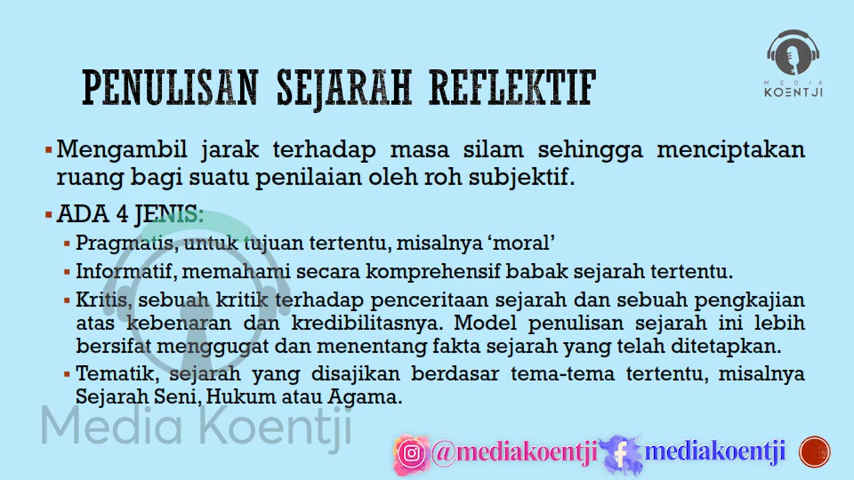 MEDIA
KOENTJI
PENULISAN SEJARAH REFLEKTIF
Mengambil jarak terhadap masa silam sehingga menciptakan
ruang bagi suatu penilaian oleh roh subjektif.
ADA 4 JENIS:
Pragmatis, untuk tujuan tertentu, misalnya ‘moral’
Informatif, memahami secara komprehensif babak sejarah tertentu.
Kritis, sebuah kritik terhadap penceritaan sejarah dan sebuah pengkajian
atas kebenaran dan kredibilitasnya. Model penulisan sejarah ini lebih
bersifat menggugat dan menentang fakta sejarah yang telah ditetapkan.
Tematik, sejarah yang disajikan berdasar tema-tema tertentu, misalnya
Sejarah Seni, Hukum atau Agama.
Media Koentji
@mediakoentji mediakoentji